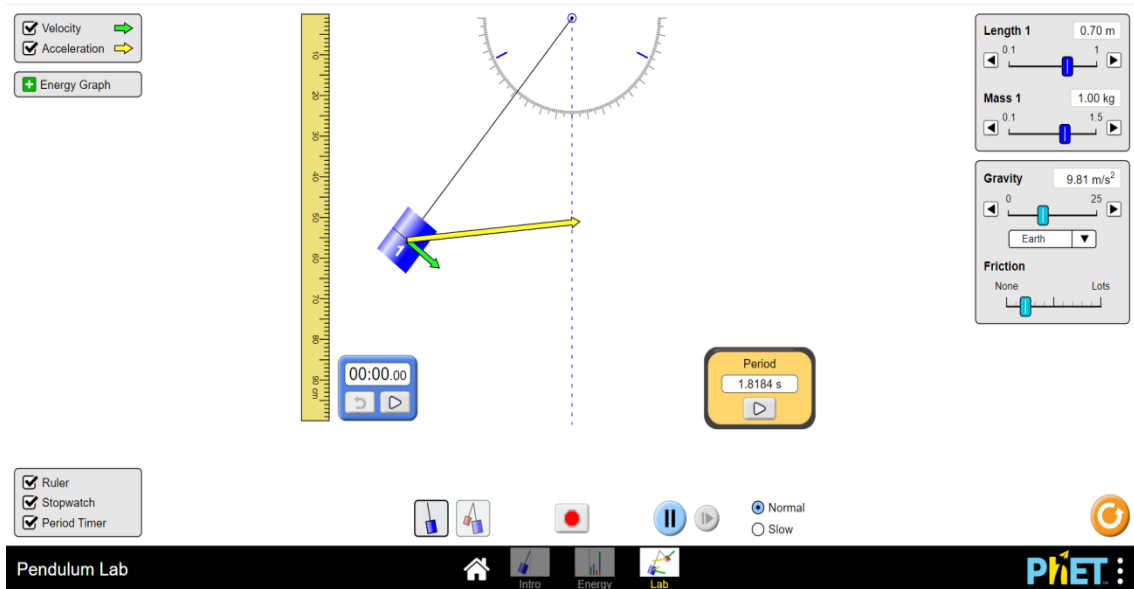 Velocity
Acceleration
Energy Graph
10
20
30
40
50
60
70
80
90 cm
1
00:00.00
Period
1.8184 s
Length 1 0.70 m
0.1 1
Mass 1 1.00 kg
0.1 1.5
Gravity 9.81 m/s²
0 25
Earth
Friction
None Lots
Ruler
Stopwatch
Period Timer
Normal
Slow
Pendulum Lab
Intro
Energy
Lab
PhET